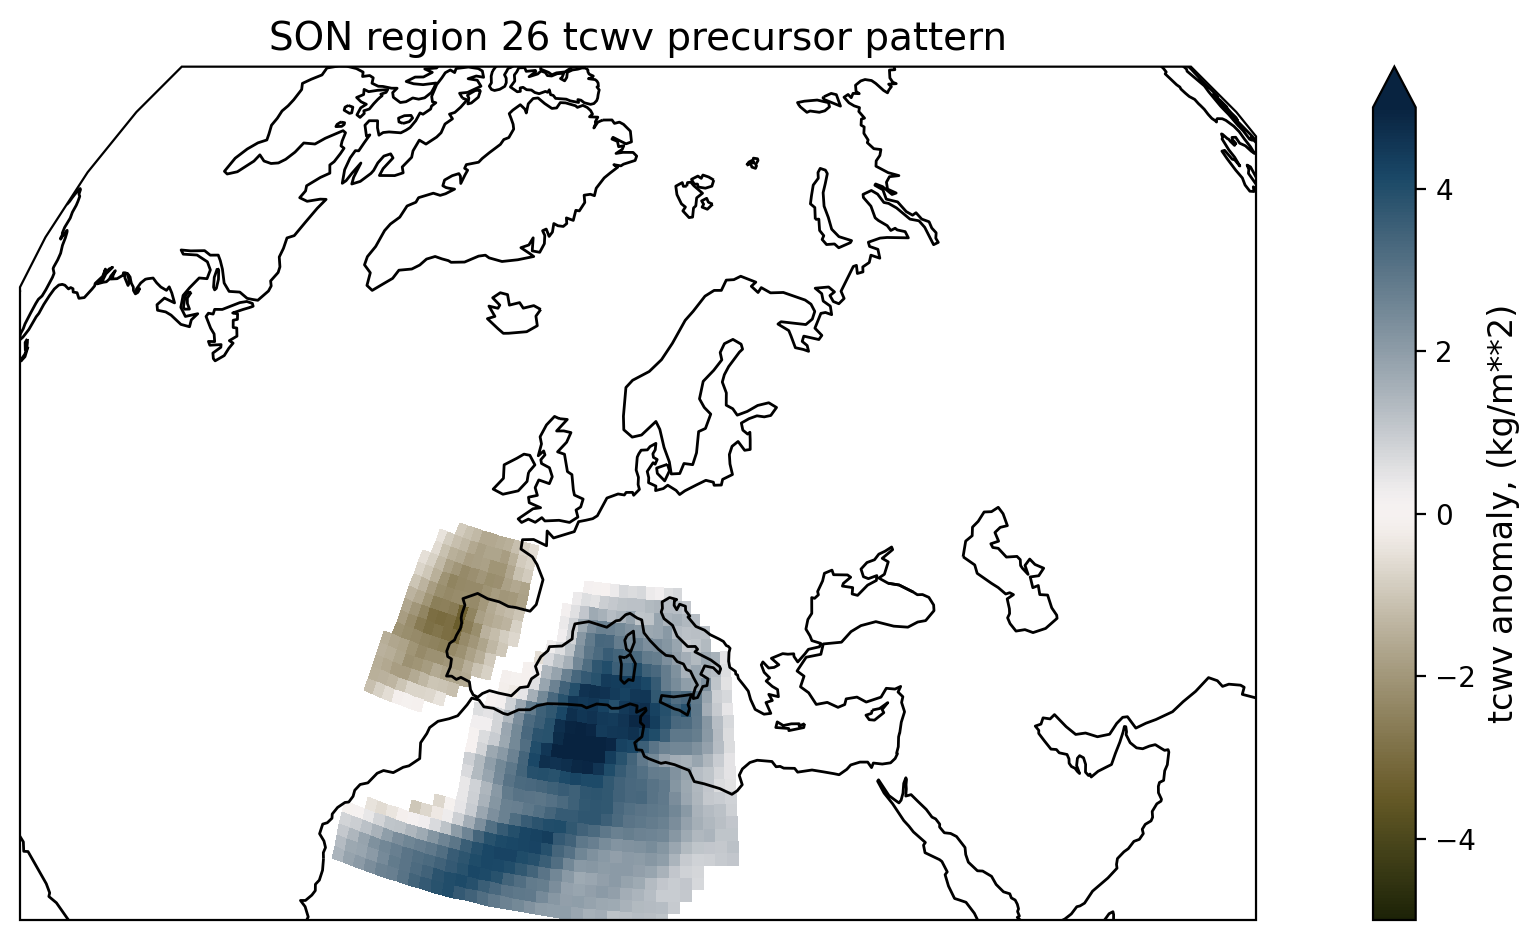 SON region 26 tcwv precursor pattern
4
2
0
−2
−4
tcwv anomaly, (kg/m**2)